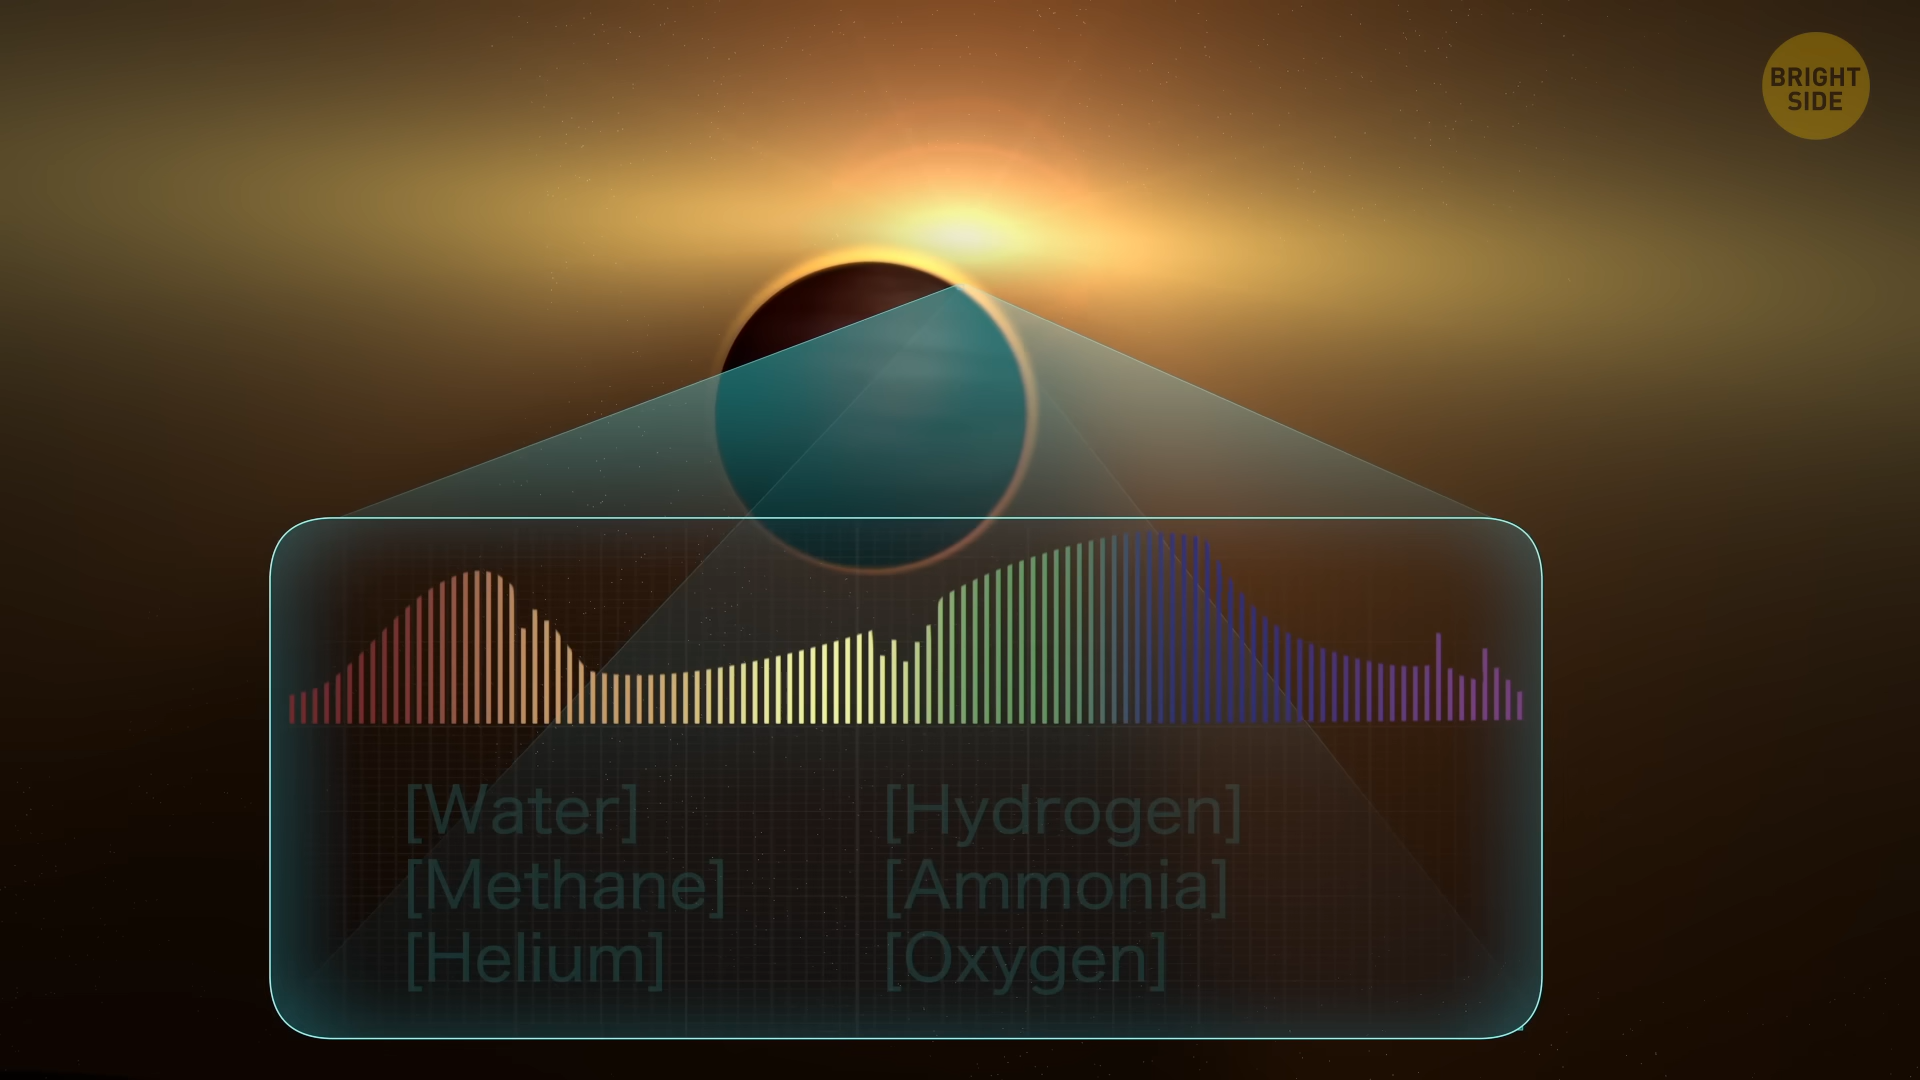 BRIGHT
SIDE
[Water]
[Methane]
[Helium]
[Hydrogen]
[Ammonia]
[Oxygen]